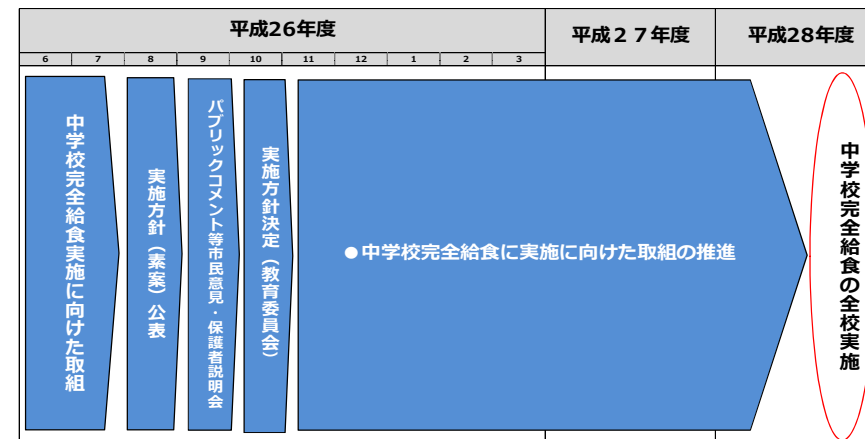 平成26年度
平成２７年度
平成28年度
6 7 8 9 10 11 12 1 2 3
中学校完全給食実施に向けた取組
実施方針（素案）公表
パブリックコメント等市民意見・保護者説明会
実施方針決定（教育委員会）
●中学校完全給食に実施に向けた取組の推進
中学校完全給食の全校実施